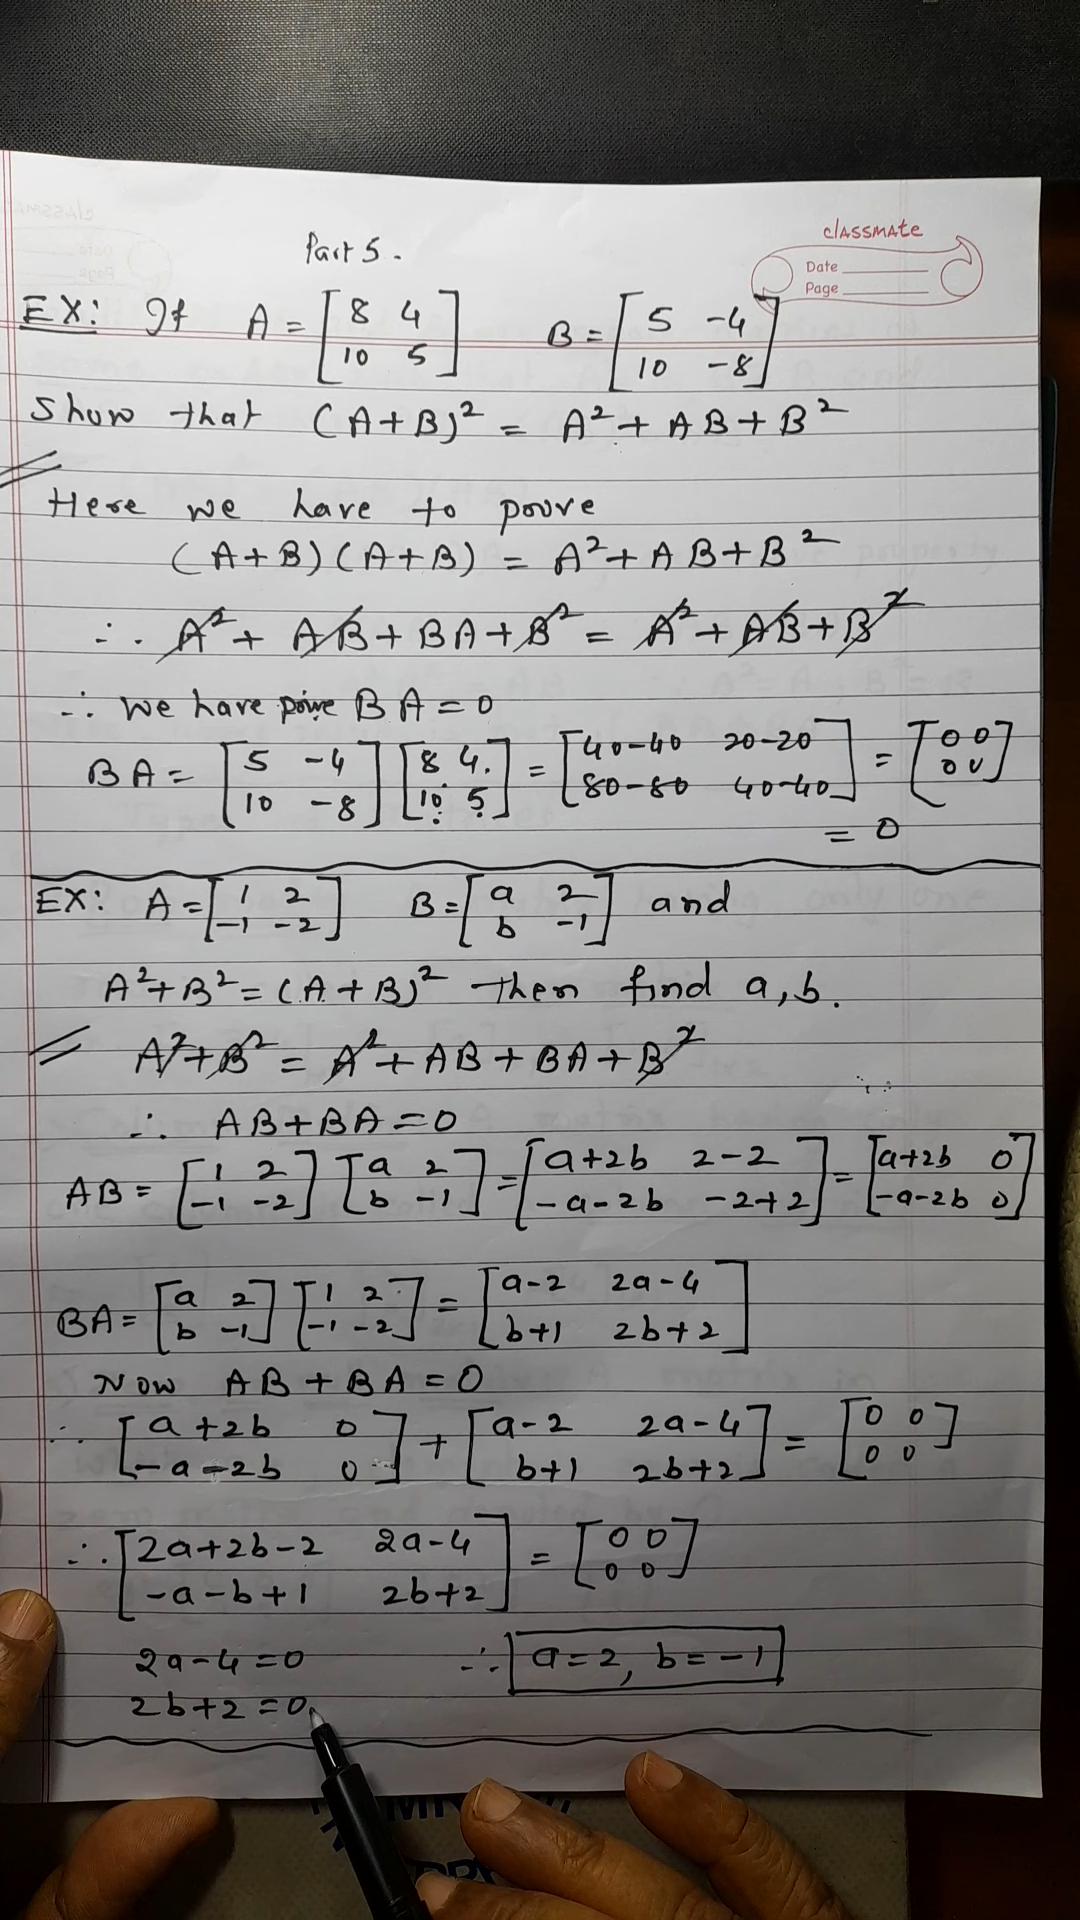 classmate
Date
Page
Part 5.
EX: If A = [8 4; 10 5] B = [5 -4; 10 -8]
Show that (A+B)² = A² + AB + B²
Here we have to poove
(A+B)(A+B) = A² + AB + B²
∴ A² + AB + BA + B² = A² + AB + B²
∴ we have prove BA = 0
BA = [5 -4; 10 -8] [8 4; 10 5] = [40-40 20-20; 80-80 40-40] = [0 0; 0 0]
= 0
EX: A = [1 2; -1 -2] B = [a 2; b -1] and
A² + B² = (A + B)² then find a, b.
A² + B² = A² + AB + BA + B²
∴ AB + BA = 0
AB = [1 2; -1 -2] [a 2; b -1] = [a+2b 2-2; -a-2b -2+2] = [a+2b 0; -a-2b 0]
BA = [a 2; b -1] [1 2; -1 -2] = [a-2 2a-4; b+1 2b+2]
Now AB + BA = 0
∴ [a+2b 0; -a-2b 0] + [a-2 2a-4; b+1 2b+2] = [0 0; 0 0]
∴ [2a+2b-2 2a-4; -a-b+1 2b+2] = [0 0; 0 0]
2a-4=0 ∴ a=2, b=-1
2b+2=0